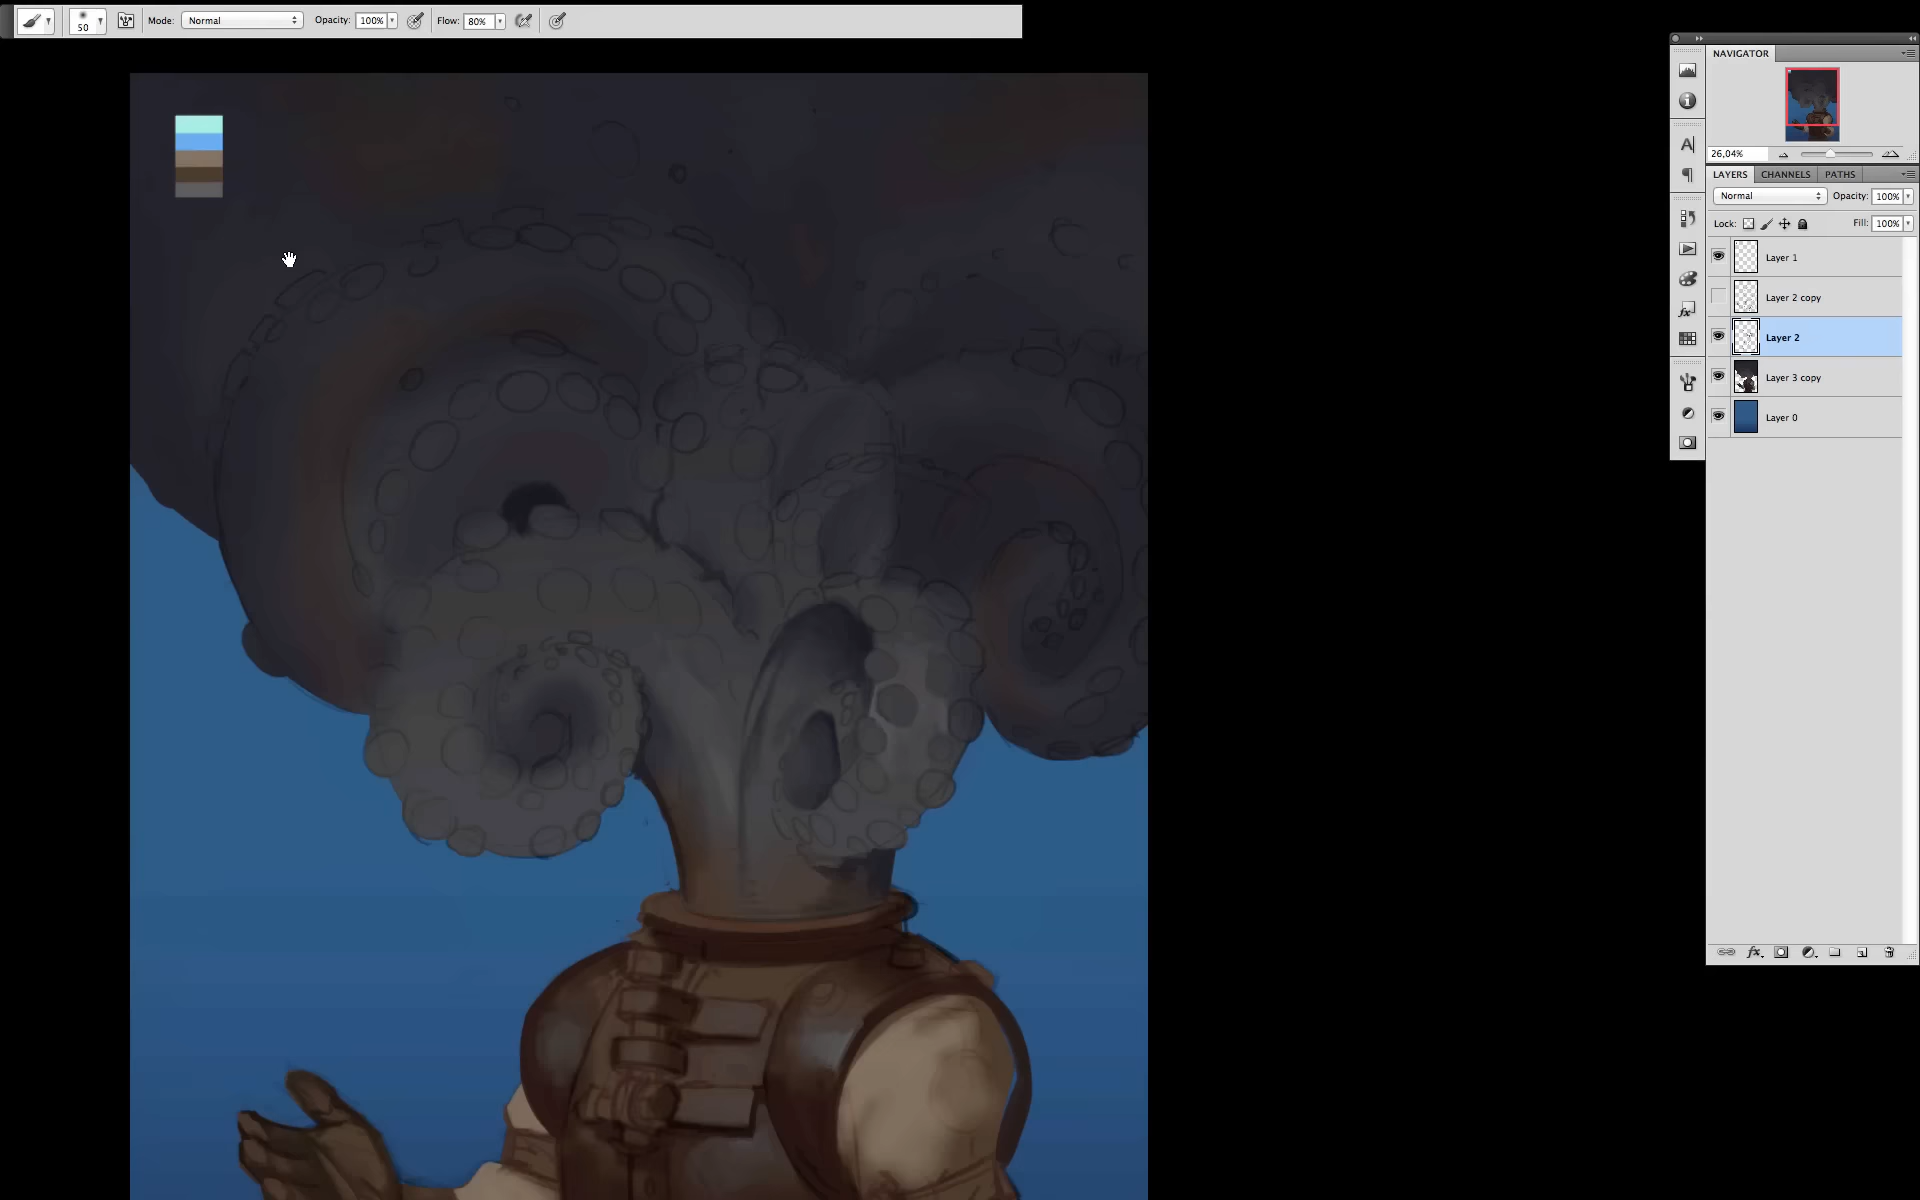 50 Mode: Normal Opacity: 100% Flow: 80%
NAVIGATOR
26,04%
LAYERS CHANNELS PATHS
Normal Opacity: 100%
Lock: Fill: 100%
Layer 1
Layer 2 copy
Layer 2
Layer 3 copy
Layer 0